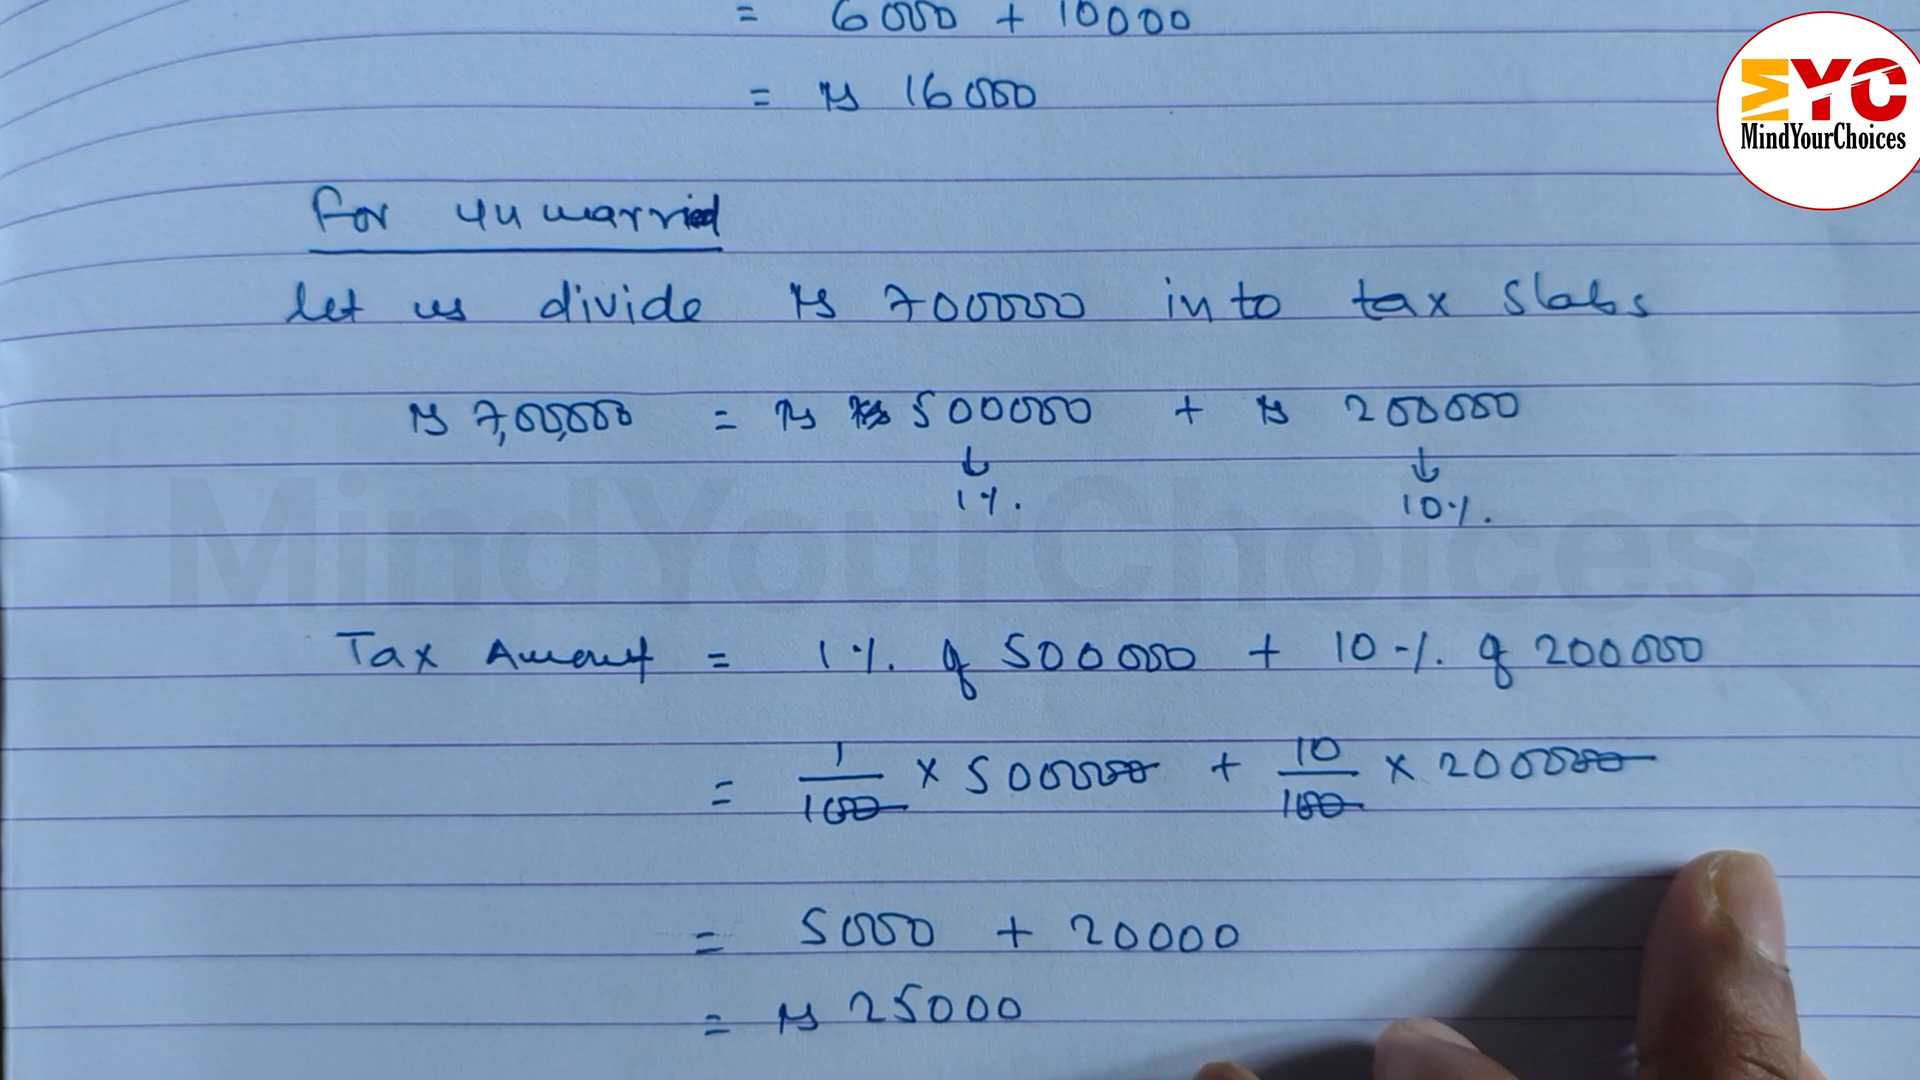 = 6000 + 10000
= Rs 16000
MYC
MindYourChoices
For unmarried
let us divide Rs 700000 into tax slabs
Rs 7,00,000 = Rs 500000 + Rs 200000
↓ ↓
1%. 10%.
MindYourChoices
Tax Amount = 1%. of 500000 + 10%. of 200000
= 1/100 × 500000 + 10/100 × 200000
= 5000 + 20000
= Rs 25000